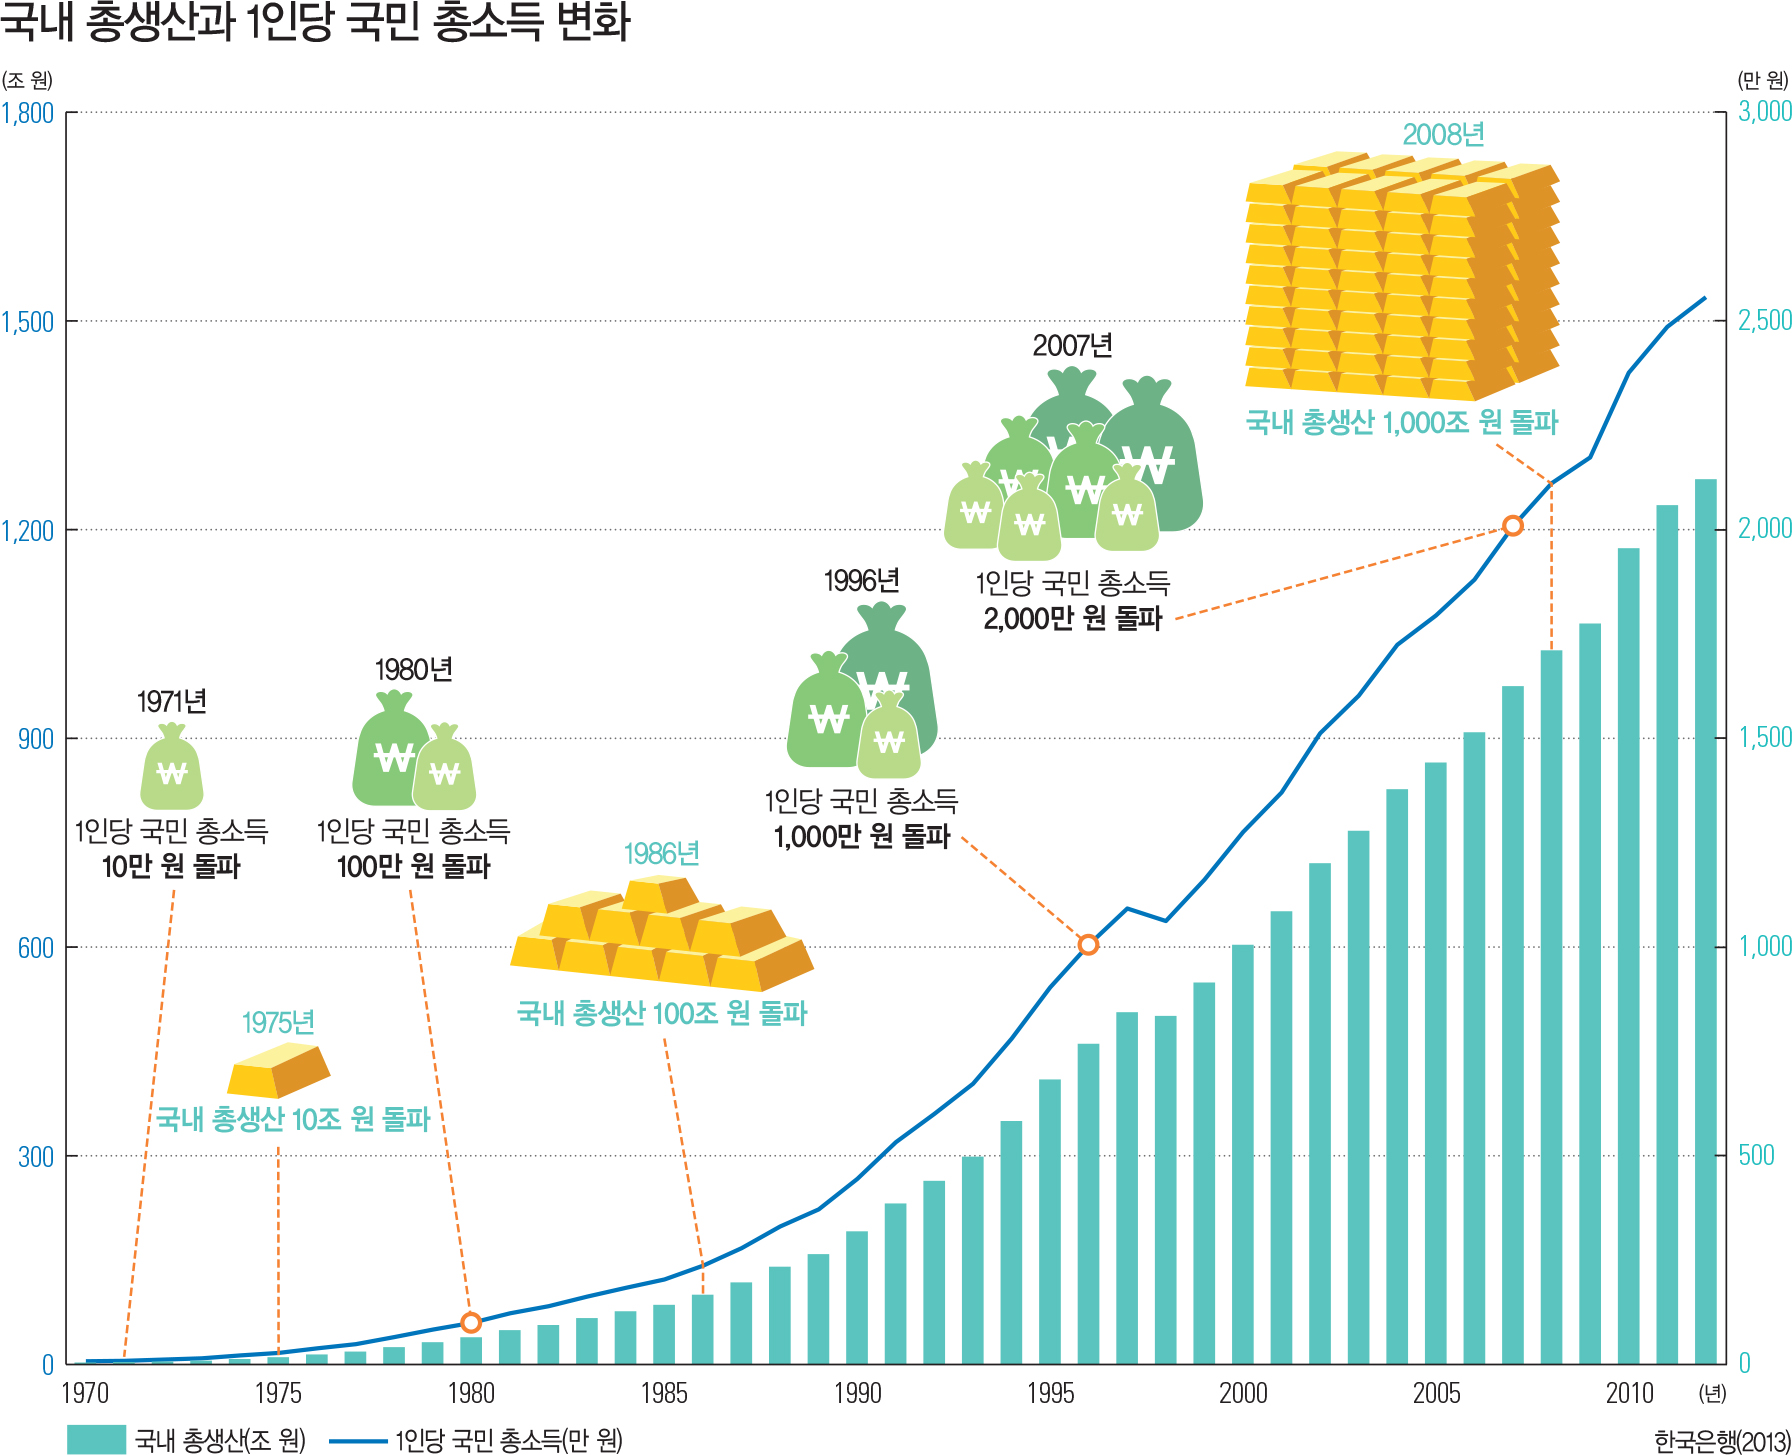 국내 총생산과 1인당 국민 총소득 변화
(조 원)
(만 원)
1,800
1,500
1,200
900
600
300
0
3,000
2,500
2,000
1,500
1,000
500
0
1971년
₩
1인당 국민 총소득
10만 원 돌파
1975년
국내 총생산 10조 원 돌파
1980년
₩ ₩
1인당 국민 총소득
100만 원 돌파
1986년
국내 총생산 100조 원 돌파
1996년
₩ ₩ ₩
1인당 국민 총소득
1,000만 원 돌파
2007년
₩ ₩ ₩ ₩ ₩ ₩ ₩
1인당 국민 총소득
2,000만 원 돌파
2008년
국내 총생산 1,000조 원 돌파
1970 1975 1980 1985 1990 1995 2000 2005 2010 (년)
국내 총생산(조 원) 1인당 국민 총소득(만 원)
한국은행(2013)